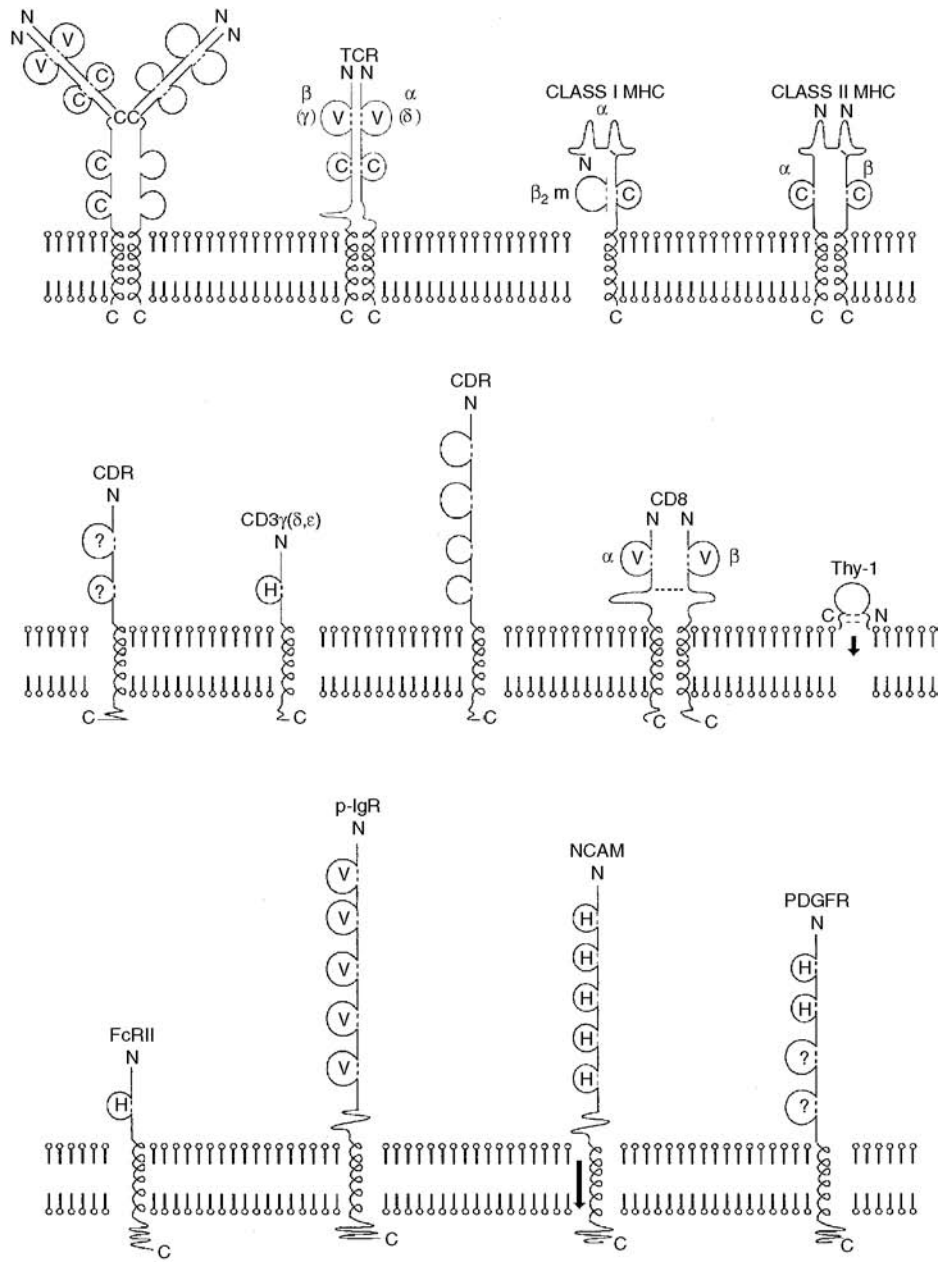 N
N
N
N
V
V
C
C
CC
C
C
C
C
TCR
N N
β
(γ)
V
V
α
(δ)
C
C
C
C
CLASS I MHC
α
N
β2 m
C
C
CLASS II MHC
N N
α
C
C
β
C
C
CDR
N
?
?
C
CD3γ(δ,ε)
N
H
C
CDR
N
C
CD8
N N
α
V
V
β
C
C
Thy-1
C
N
FcRII
N
H
C
p-IgR
N
V
V
V
V
V
C
NCAM
N
H
H
H
H
H
C
PDGFR
N
H
H
?
?
C